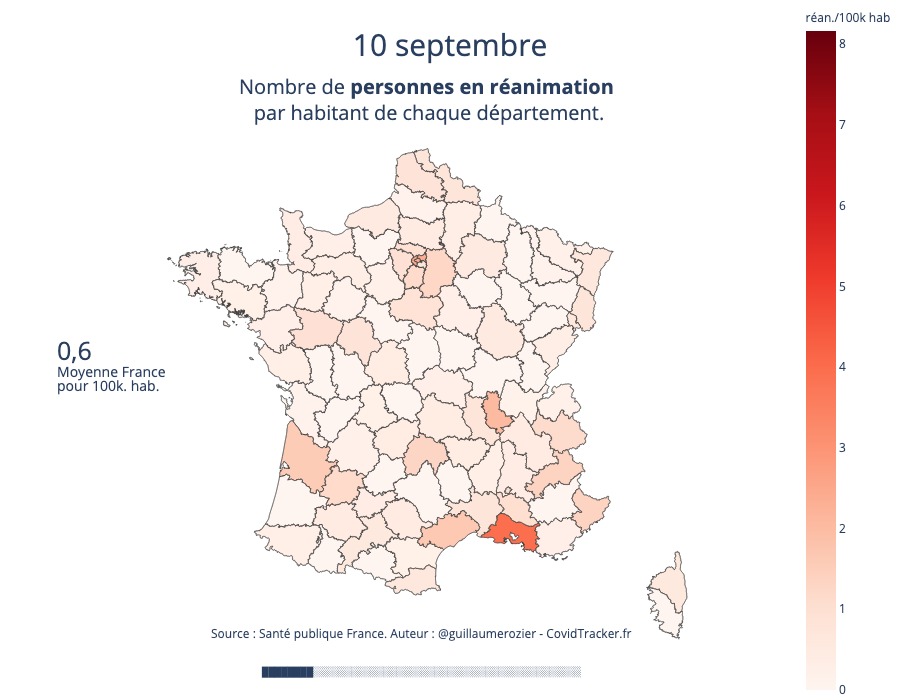 réan./100k hab
10 septembre
Nombre de personnes en réanimation
par habitant de chaque département.
8
7
6
5
4
3
2
1
0
0,6
Moyenne France
pour 100k. hab.
Source : Santé publique France. Auteur : @guillaumerozier - CovidTracker.fr